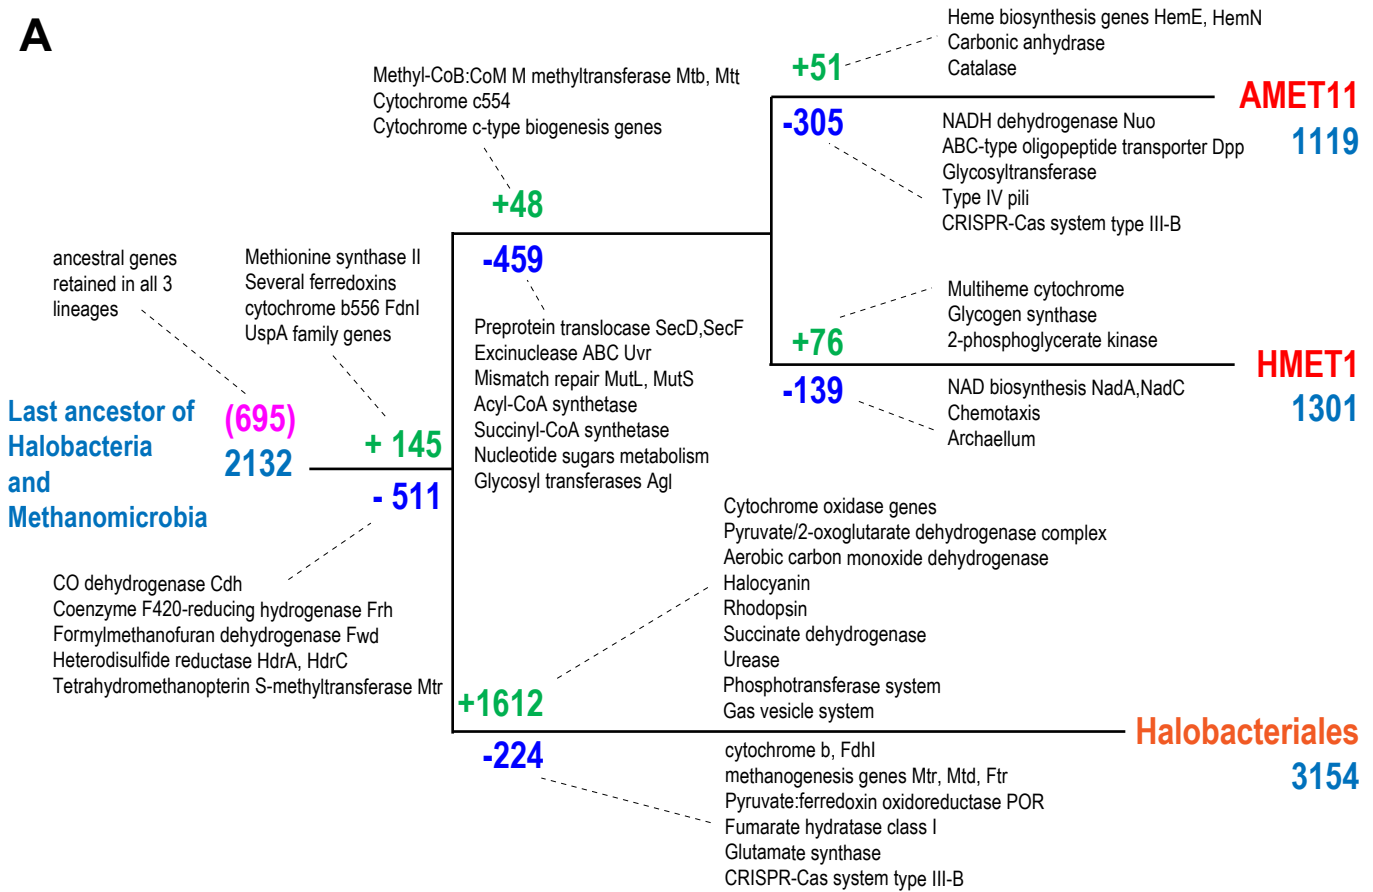 A
Heme biosynthesis genes HemE, HemN
Carbonic anhydrase
Catalase
+51
AMET11
1119
-305
NADH dehydrogenase Nuo
ABC-type oligopeptide transporter Dpp
Glycosyltransferase
Type IV pili
CRISPR-Cas system type III-B
Methyl-CoB:CoM M methyltransferase Mtb, Mtt
Cytochrome c554
Cytochrome c-type biogenesis genes
+48
-459
Preprotein translocase SecD,SecF
Excinuclease ABC Uvr
Mismatch repair MutL, MutS
Acyl-CoA synthetase
Succinyl-CoA synthetase
Nucleotide sugars metabolism
Glycosyl transferases Agl
Multiheme cytochrome
Glycogen synthase
2-phosphoglycerate kinase
+76
HMET1
1301
-139
NAD biosynthesis NadA,NadC
Chemotaxis
Archaellum
ancestral genes
retained in all 3
lineages
Methionine synthase II
Several ferredoxins
cytochrome b556 FdnI
UspA family genes
Last ancestor of
Halobacteria
and
Methanomicrobia
(695)
2132
+ 145
- 511
CO dehydrogenase Cdh
Coenzyme F420-reducing hydrogenase Frh
Formylmethanofuran dehydrogenase Fwd
Heterodisulfide reductase HdrA, HdrC
Tetrahydromethanopterin S-methyltransferase Mtr
Cytochrome oxidase genes
Pyruvate/2-oxoglutarate dehydrogenase complex
Aerobic carbon monoxide dehydrogenase
Halocyanin
Rhodopsin
Succinate dehydrogenase
Urease
Phosphotransferase system
Gas vesicle system
+1612
Halobacteriales
3154
-224
cytochrome b, FdhI
methanogenesis genes Mtr, Mtd, Ftr
Pyruvate:ferredoxin oxidoreductase POR
Fumarate hydratase class I
Glutamate synthase
CRISPR-Cas system type III-B